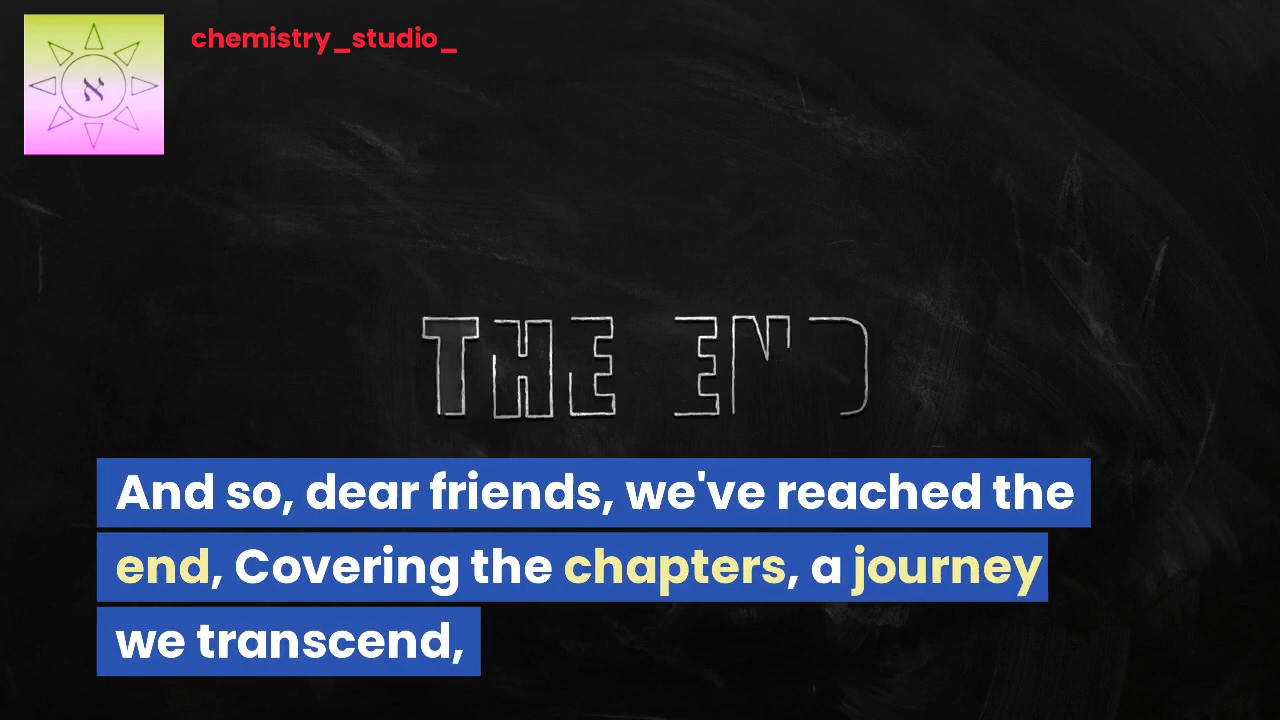 chemistry_studio_
א
THE END
And so, dear friends, we've reached the
end, Covering the chapters, a journey
we transcend,